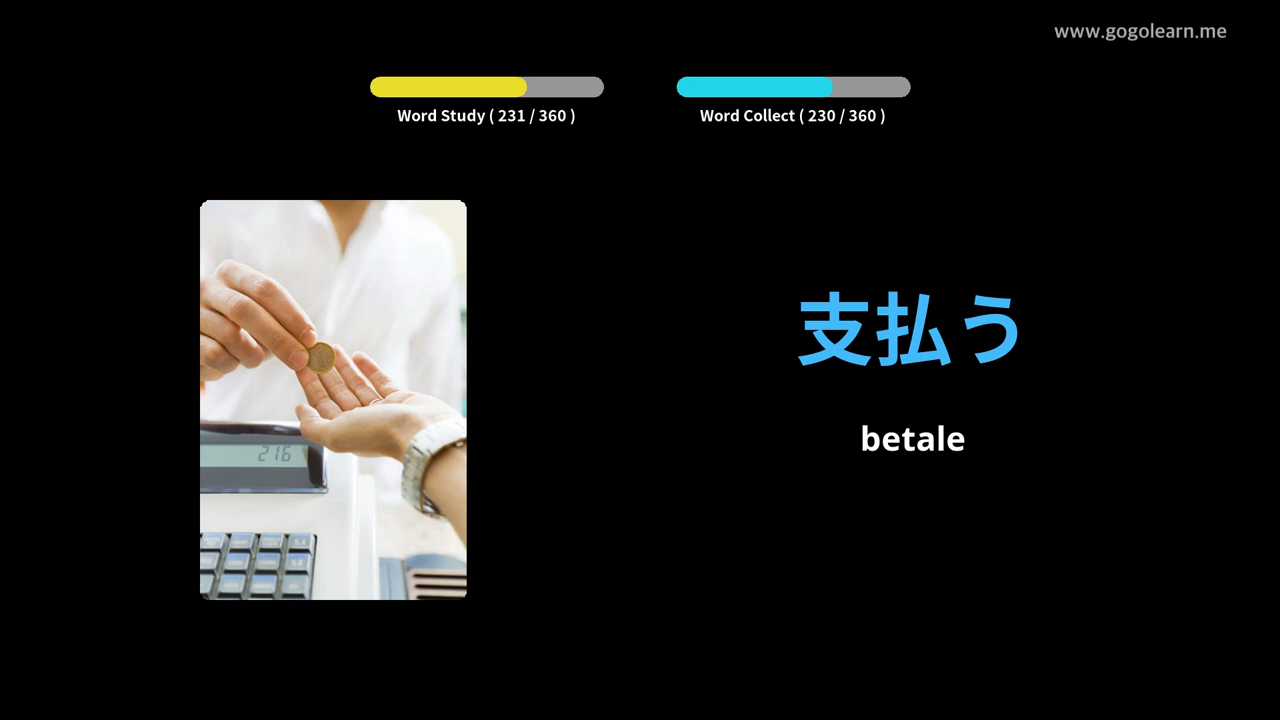 www.gogolearn.me
Word Study ( 231 / 360 )
Word Collect ( 230 / 360 )
216
支払う
betale